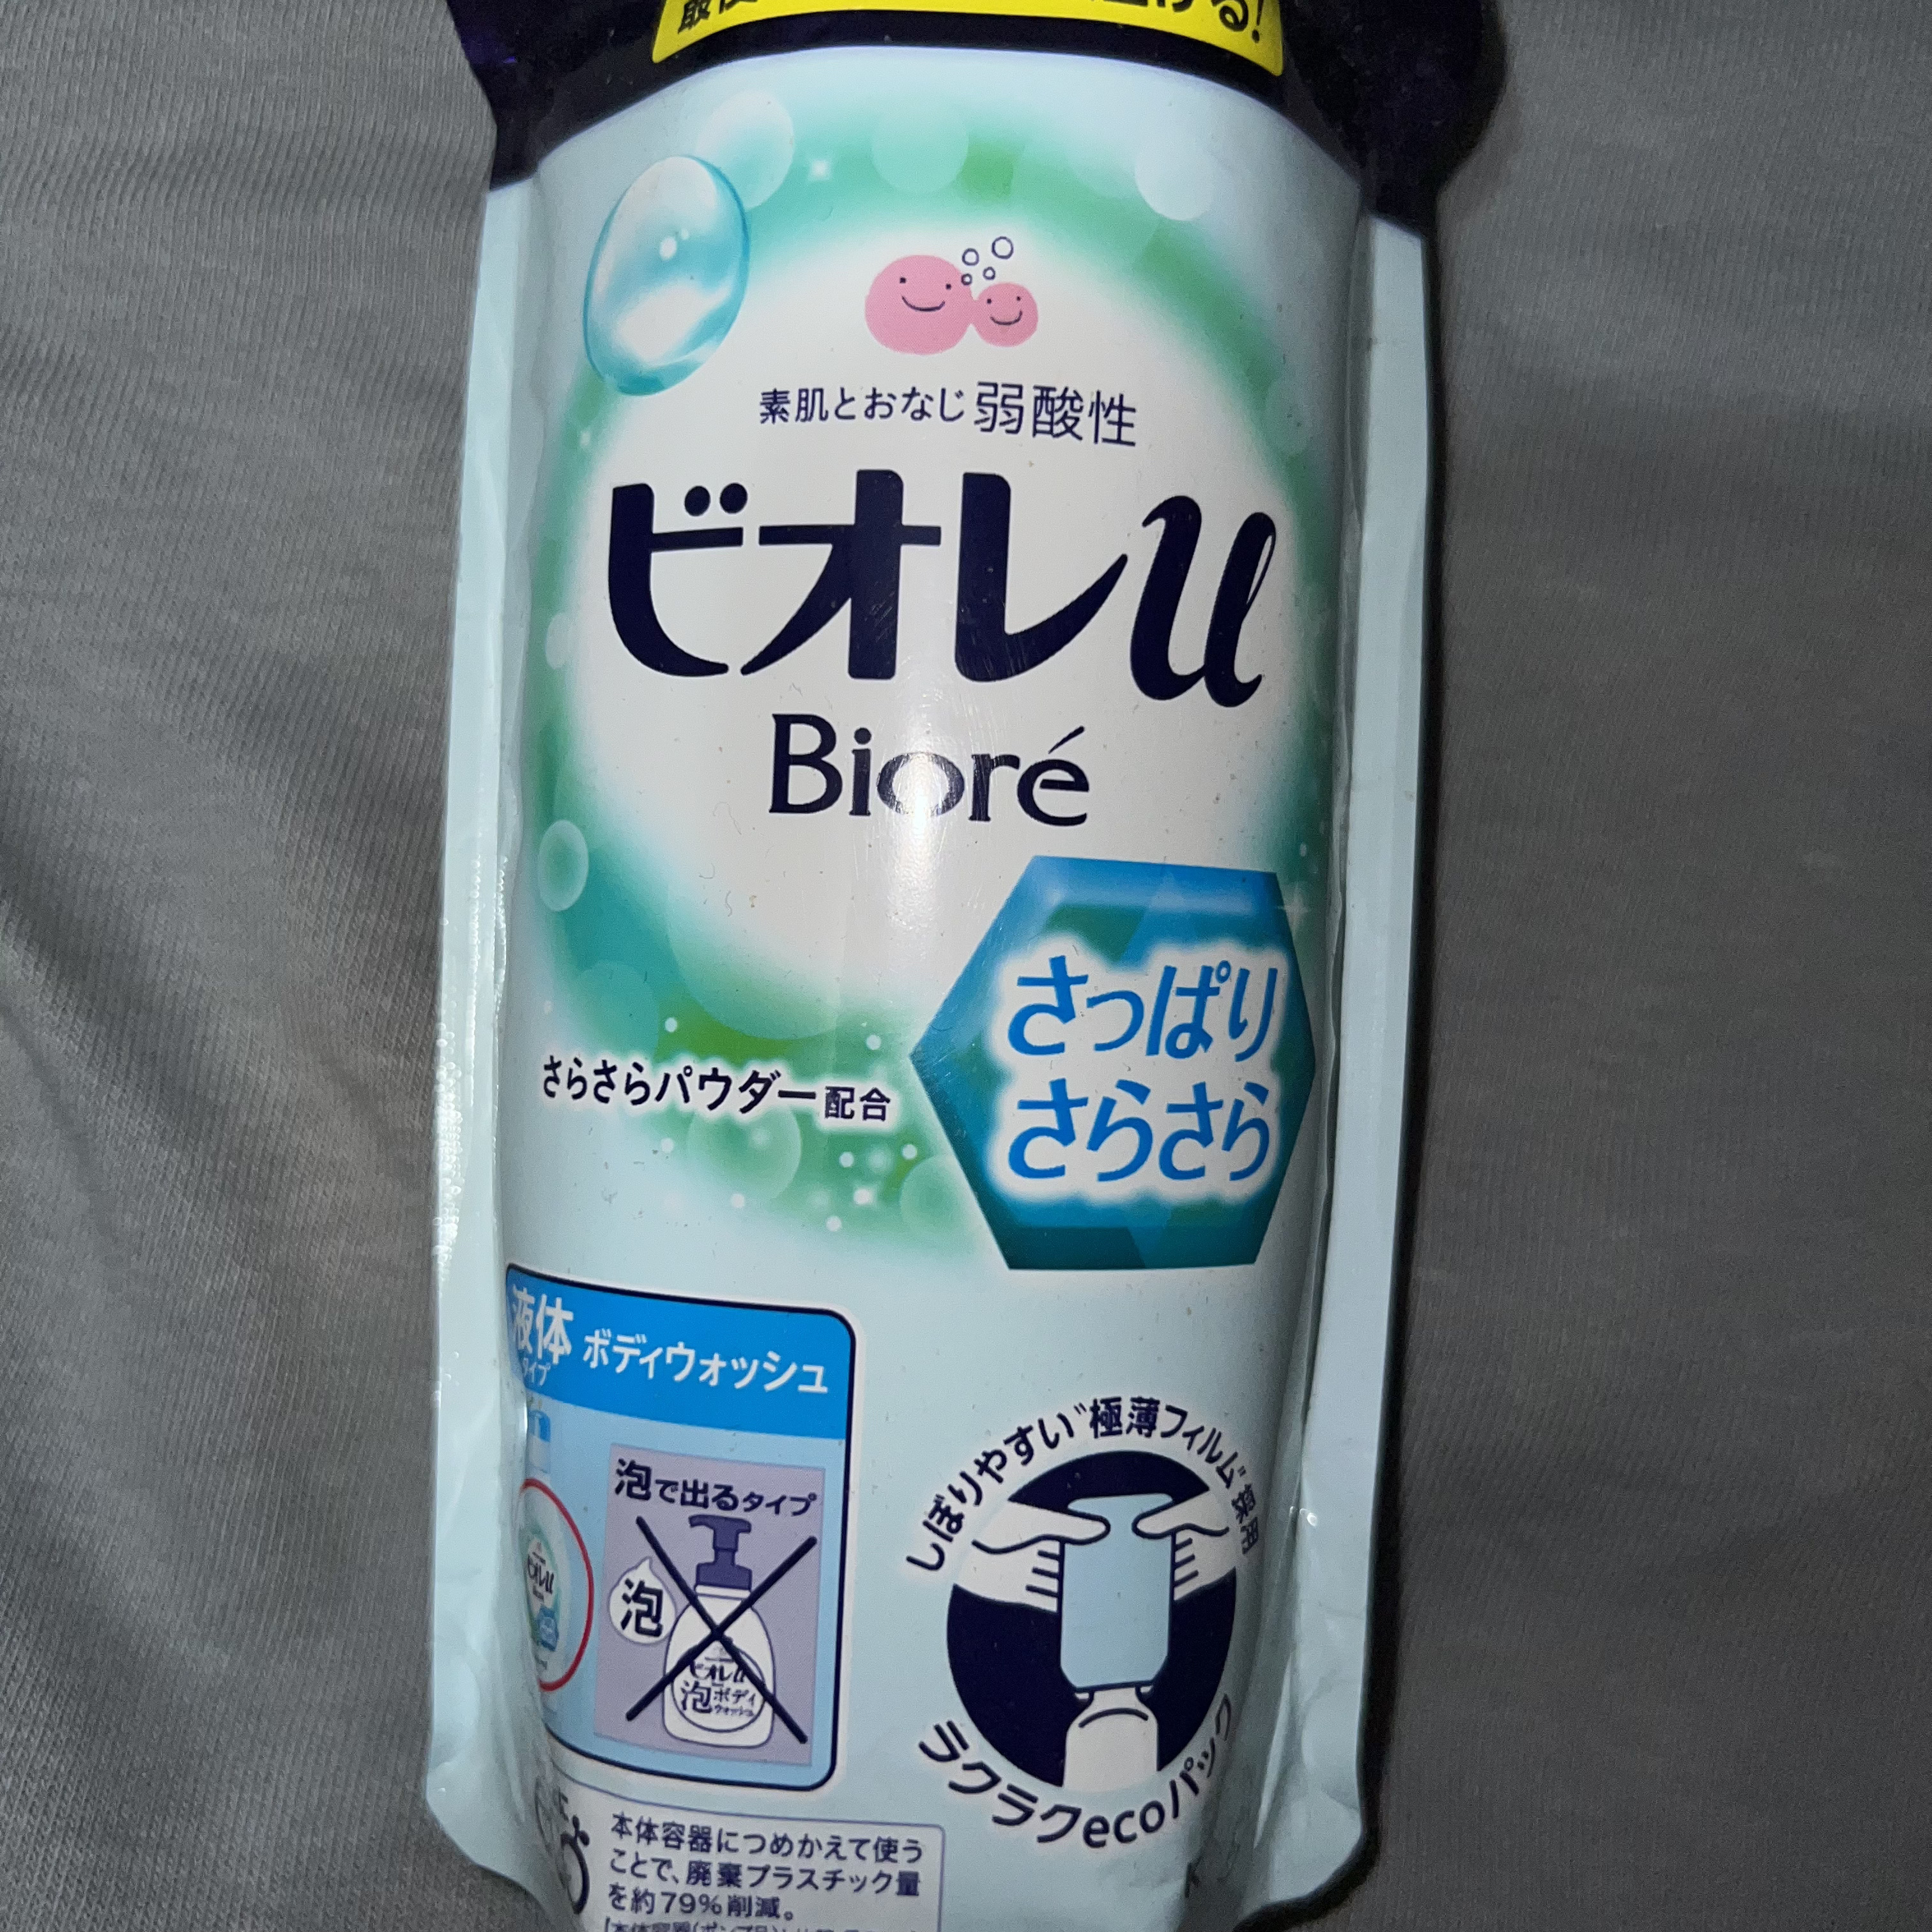 素肌とおなじ弱酸性
ビオレu
Bioré
さっぱり
さらさら
さらさらパウダー配合
液体
タイプ
ボディウォッシュ
泡で出るタイプ
泡
ビオレu
泡ボディ
ウォッシュ
しぼりやすい"極薄フィルム"採用
ラクラクecoパック
本体容器につめかえて使う
ことで、廃棄プラスチック量
を約79%削減。